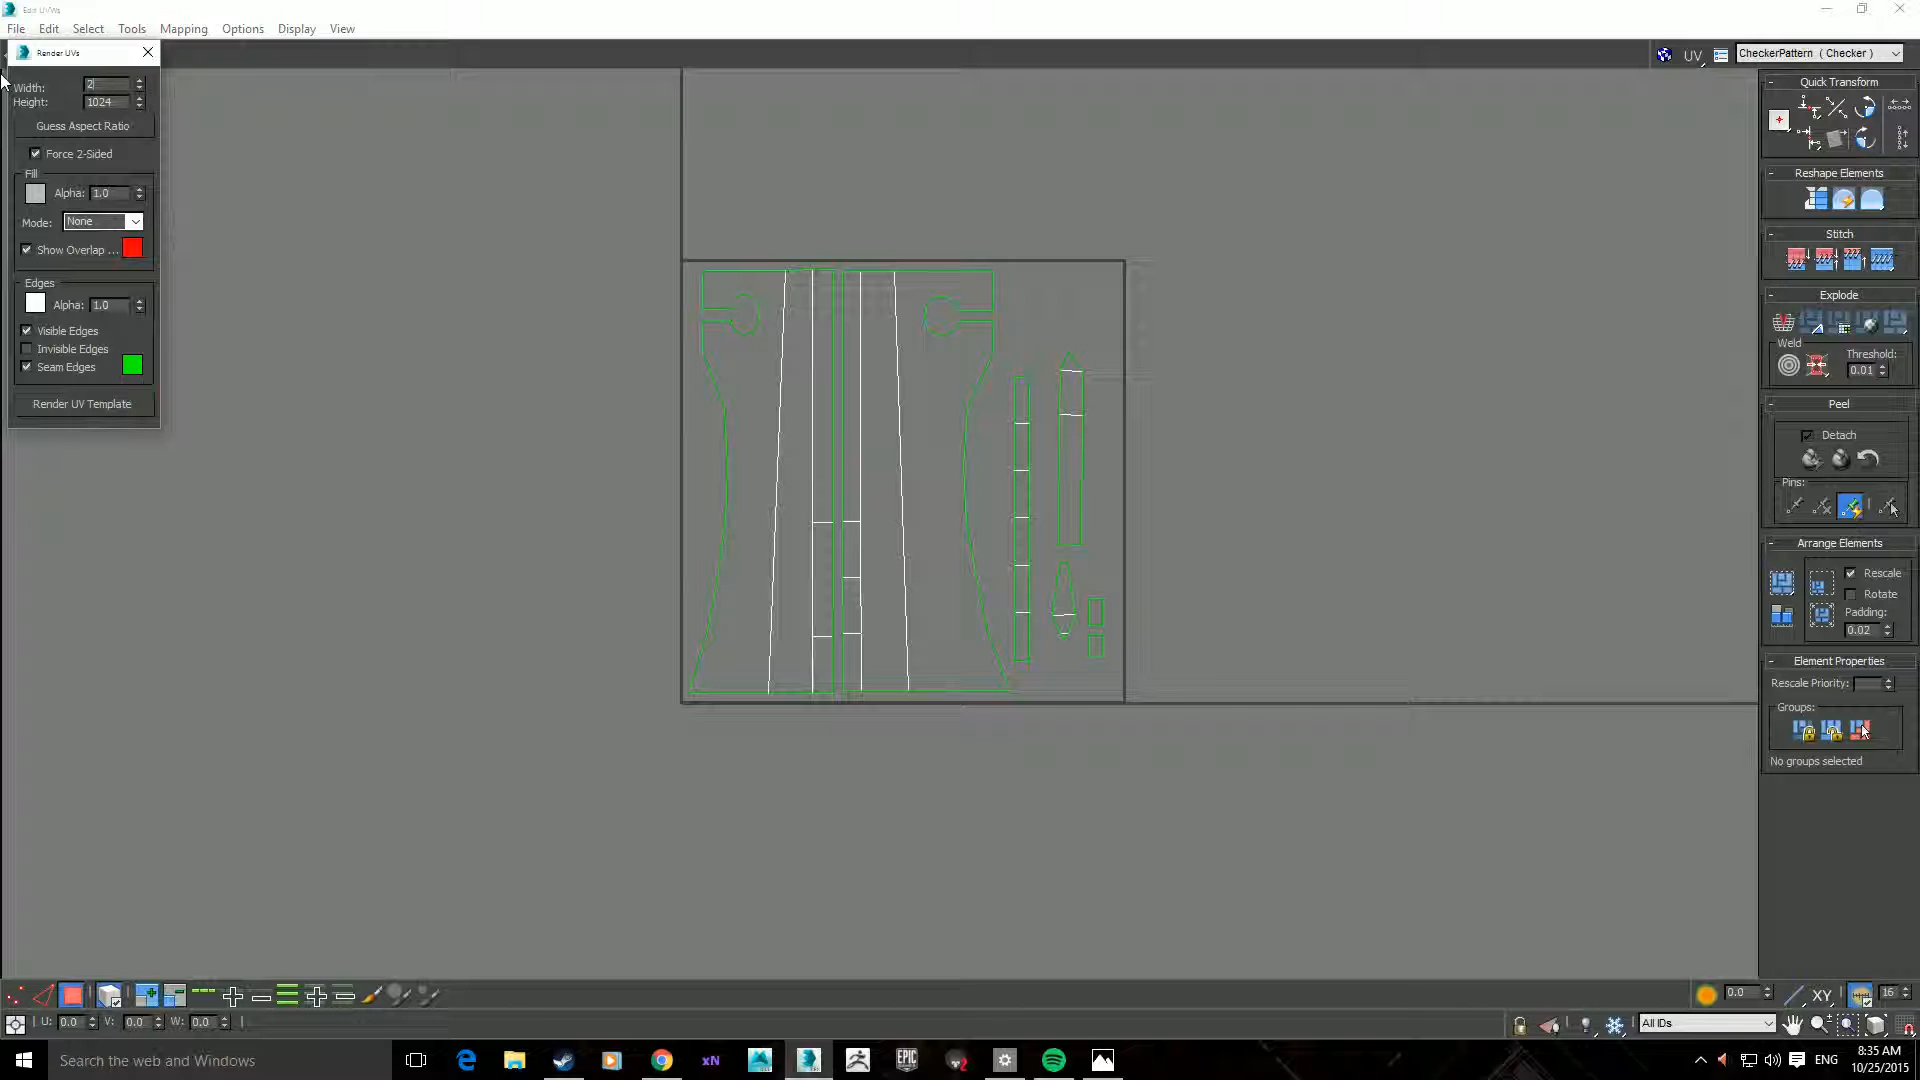 Edit UVWs
File Edit Select Tools Mapping Options Display View
Render UVs
UV
CheckerPattern ( Checker )
Width: 2
Height: 1024
Guess Aspect Ratio
Force 2-Sided
Fill
Alpha: 1.0
Mode: None
Show Overlap ...
Edges
Alpha: 1.0
Visible Edges
Invisible Edges
Seam Edges
Render UV Template
Quick Transform
Reshape Elements
Stitch
Explode
Weld
Threshold:
0.01
Peel
Detach
Pins:
Arrange Elements
Rescale
Rotate
Padding:
0.02
Element Properties
Rescale Priority:
Groups:
No groups selected
0.0
XY
16
U: 0.0 V: 0.0 W: 0.0
All IDs
Search the web and Windows
xN
EPIC
2
ENG
8:35 AM
10/25/2015